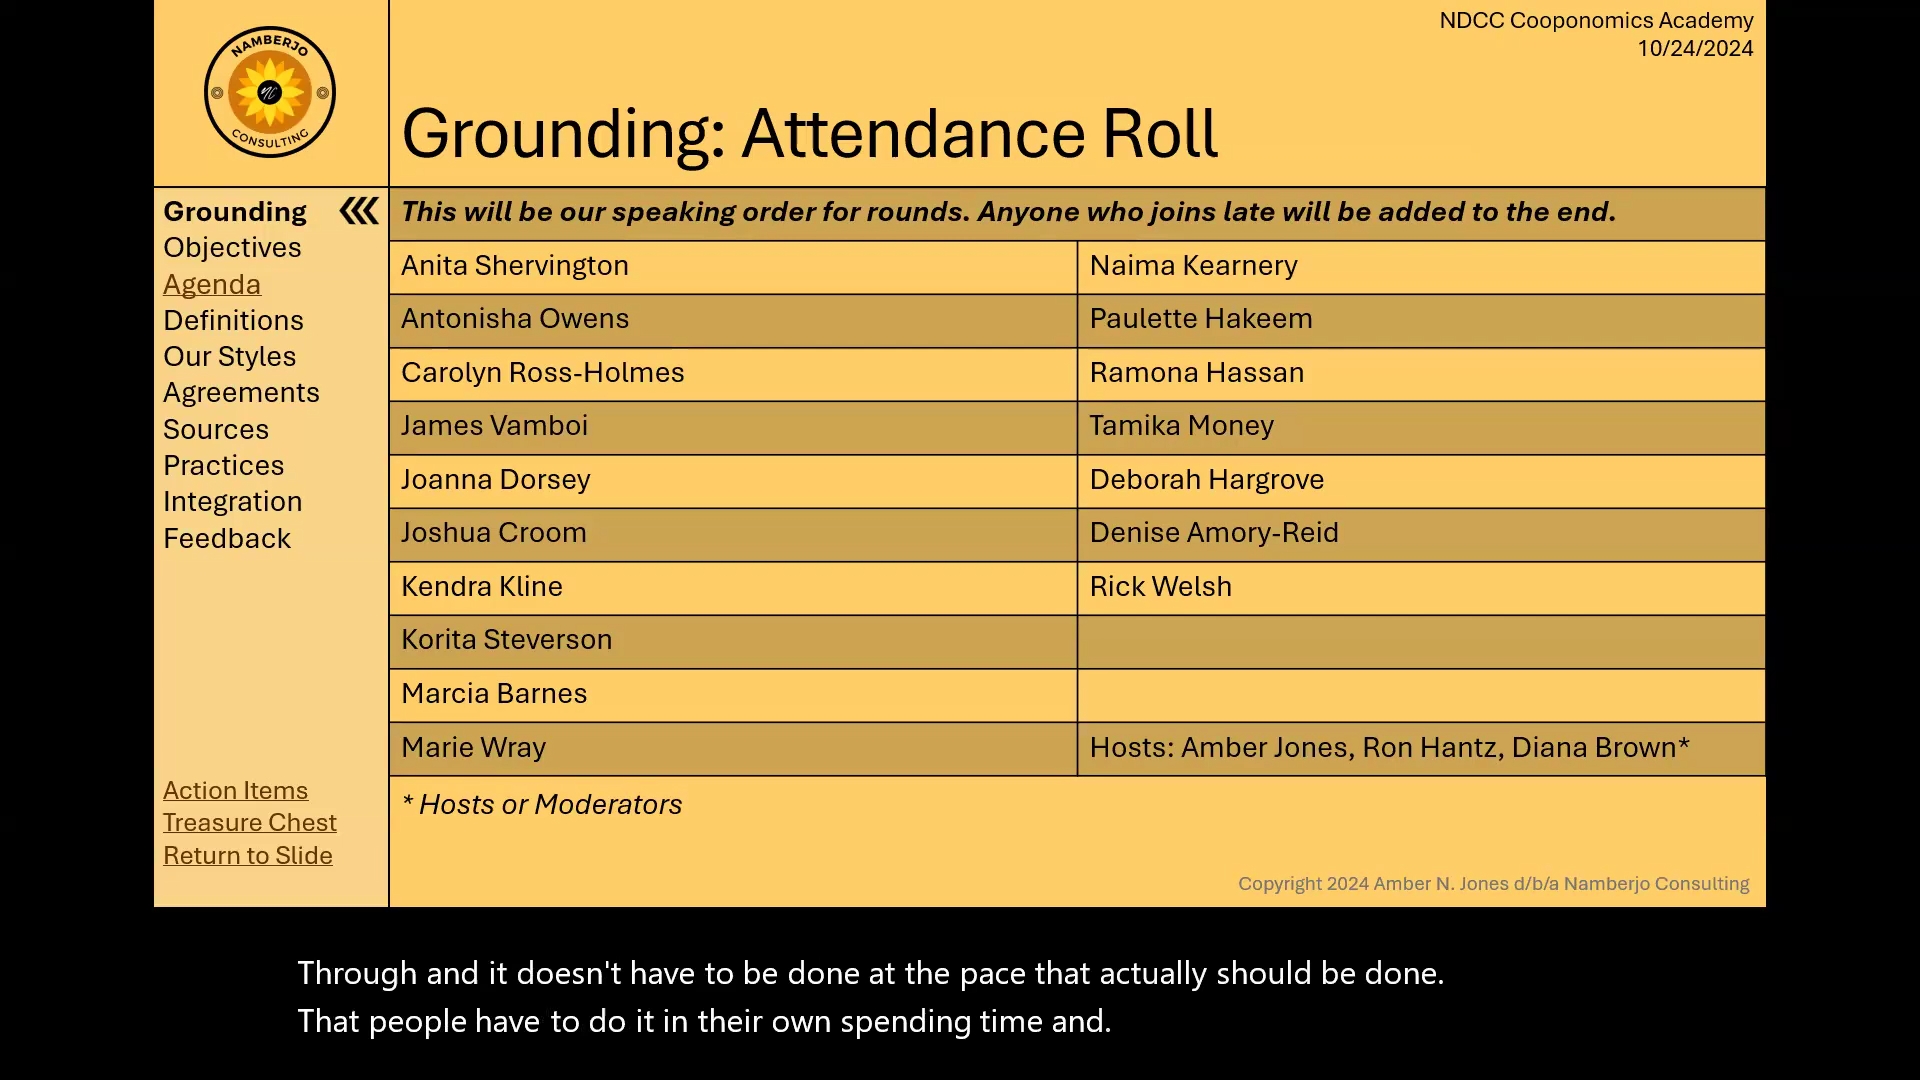 NAMBERJO
CONSULTING
NDCC Cooponomics Academy
10/24/2024
Grounding: Attendance Roll
Grounding
Objectives
Agenda
Definitions
Our Styles
Agreements
Sources
Practices
Integration
Feedback
Action Items
Treasure Chest
Return to Slide
This will be our speaking order for rounds. Anyone who joins late will be added to the end.
Anita Shervington
Naima Kearnery
Antonisha Owens
Paulette Hakeem
Carolyn Ross-Holmes
Ramona Hassan
James Vamboi
Tamika Money
Joanna Dorsey
Deborah Hargrove
Joshua Croom
Denise Amory-Reid
Kendra Kline
Rick Welsh
Korita Steverson
Marcia Barnes
Marie Wray
Hosts: Amber Jones, Ron Hantz, Diana Brown*
* Hosts or Moderators
Copyright 2024 Amber N. Jones d/b/a Namberjo Consulting
Through and it doesn't have to be done at the pace that actually should be done.
That people have to do it in their own spending time and.